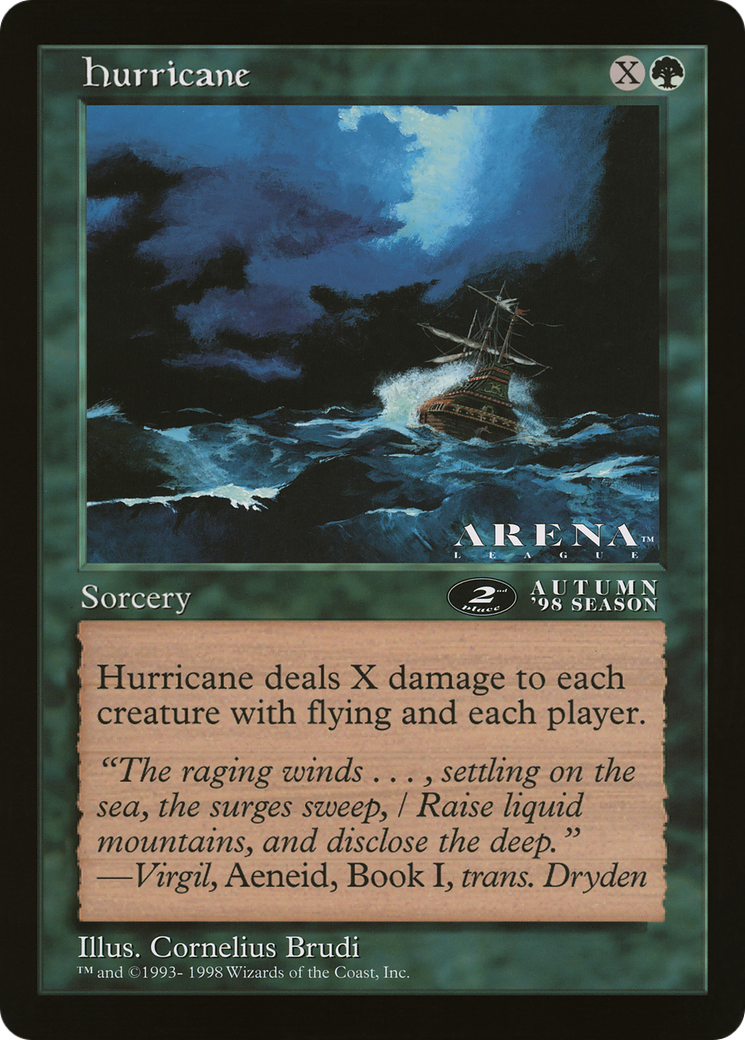 Hurricane
X
ARENA™
LEAGUE
Sorcery
2nd place
AUTUMN
'98 SEASON
Hurricane deals X damage to each
creature with flying and each player.
“The raging winds . . . , settling on the
sea, the surges sweep, / Raise liquid
mountains, and disclose the deep.”
—Virgil, Aeneid, Book I, trans. Dryden
Illus. Cornelius Brudi
™ and ©1993- 1998 Wizards of the Coast, Inc.